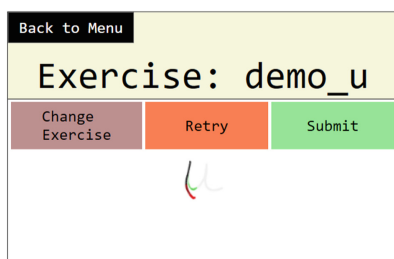 Back to Menu
Exercise: demo_u
Change
Exercise
Retry
Submit
u